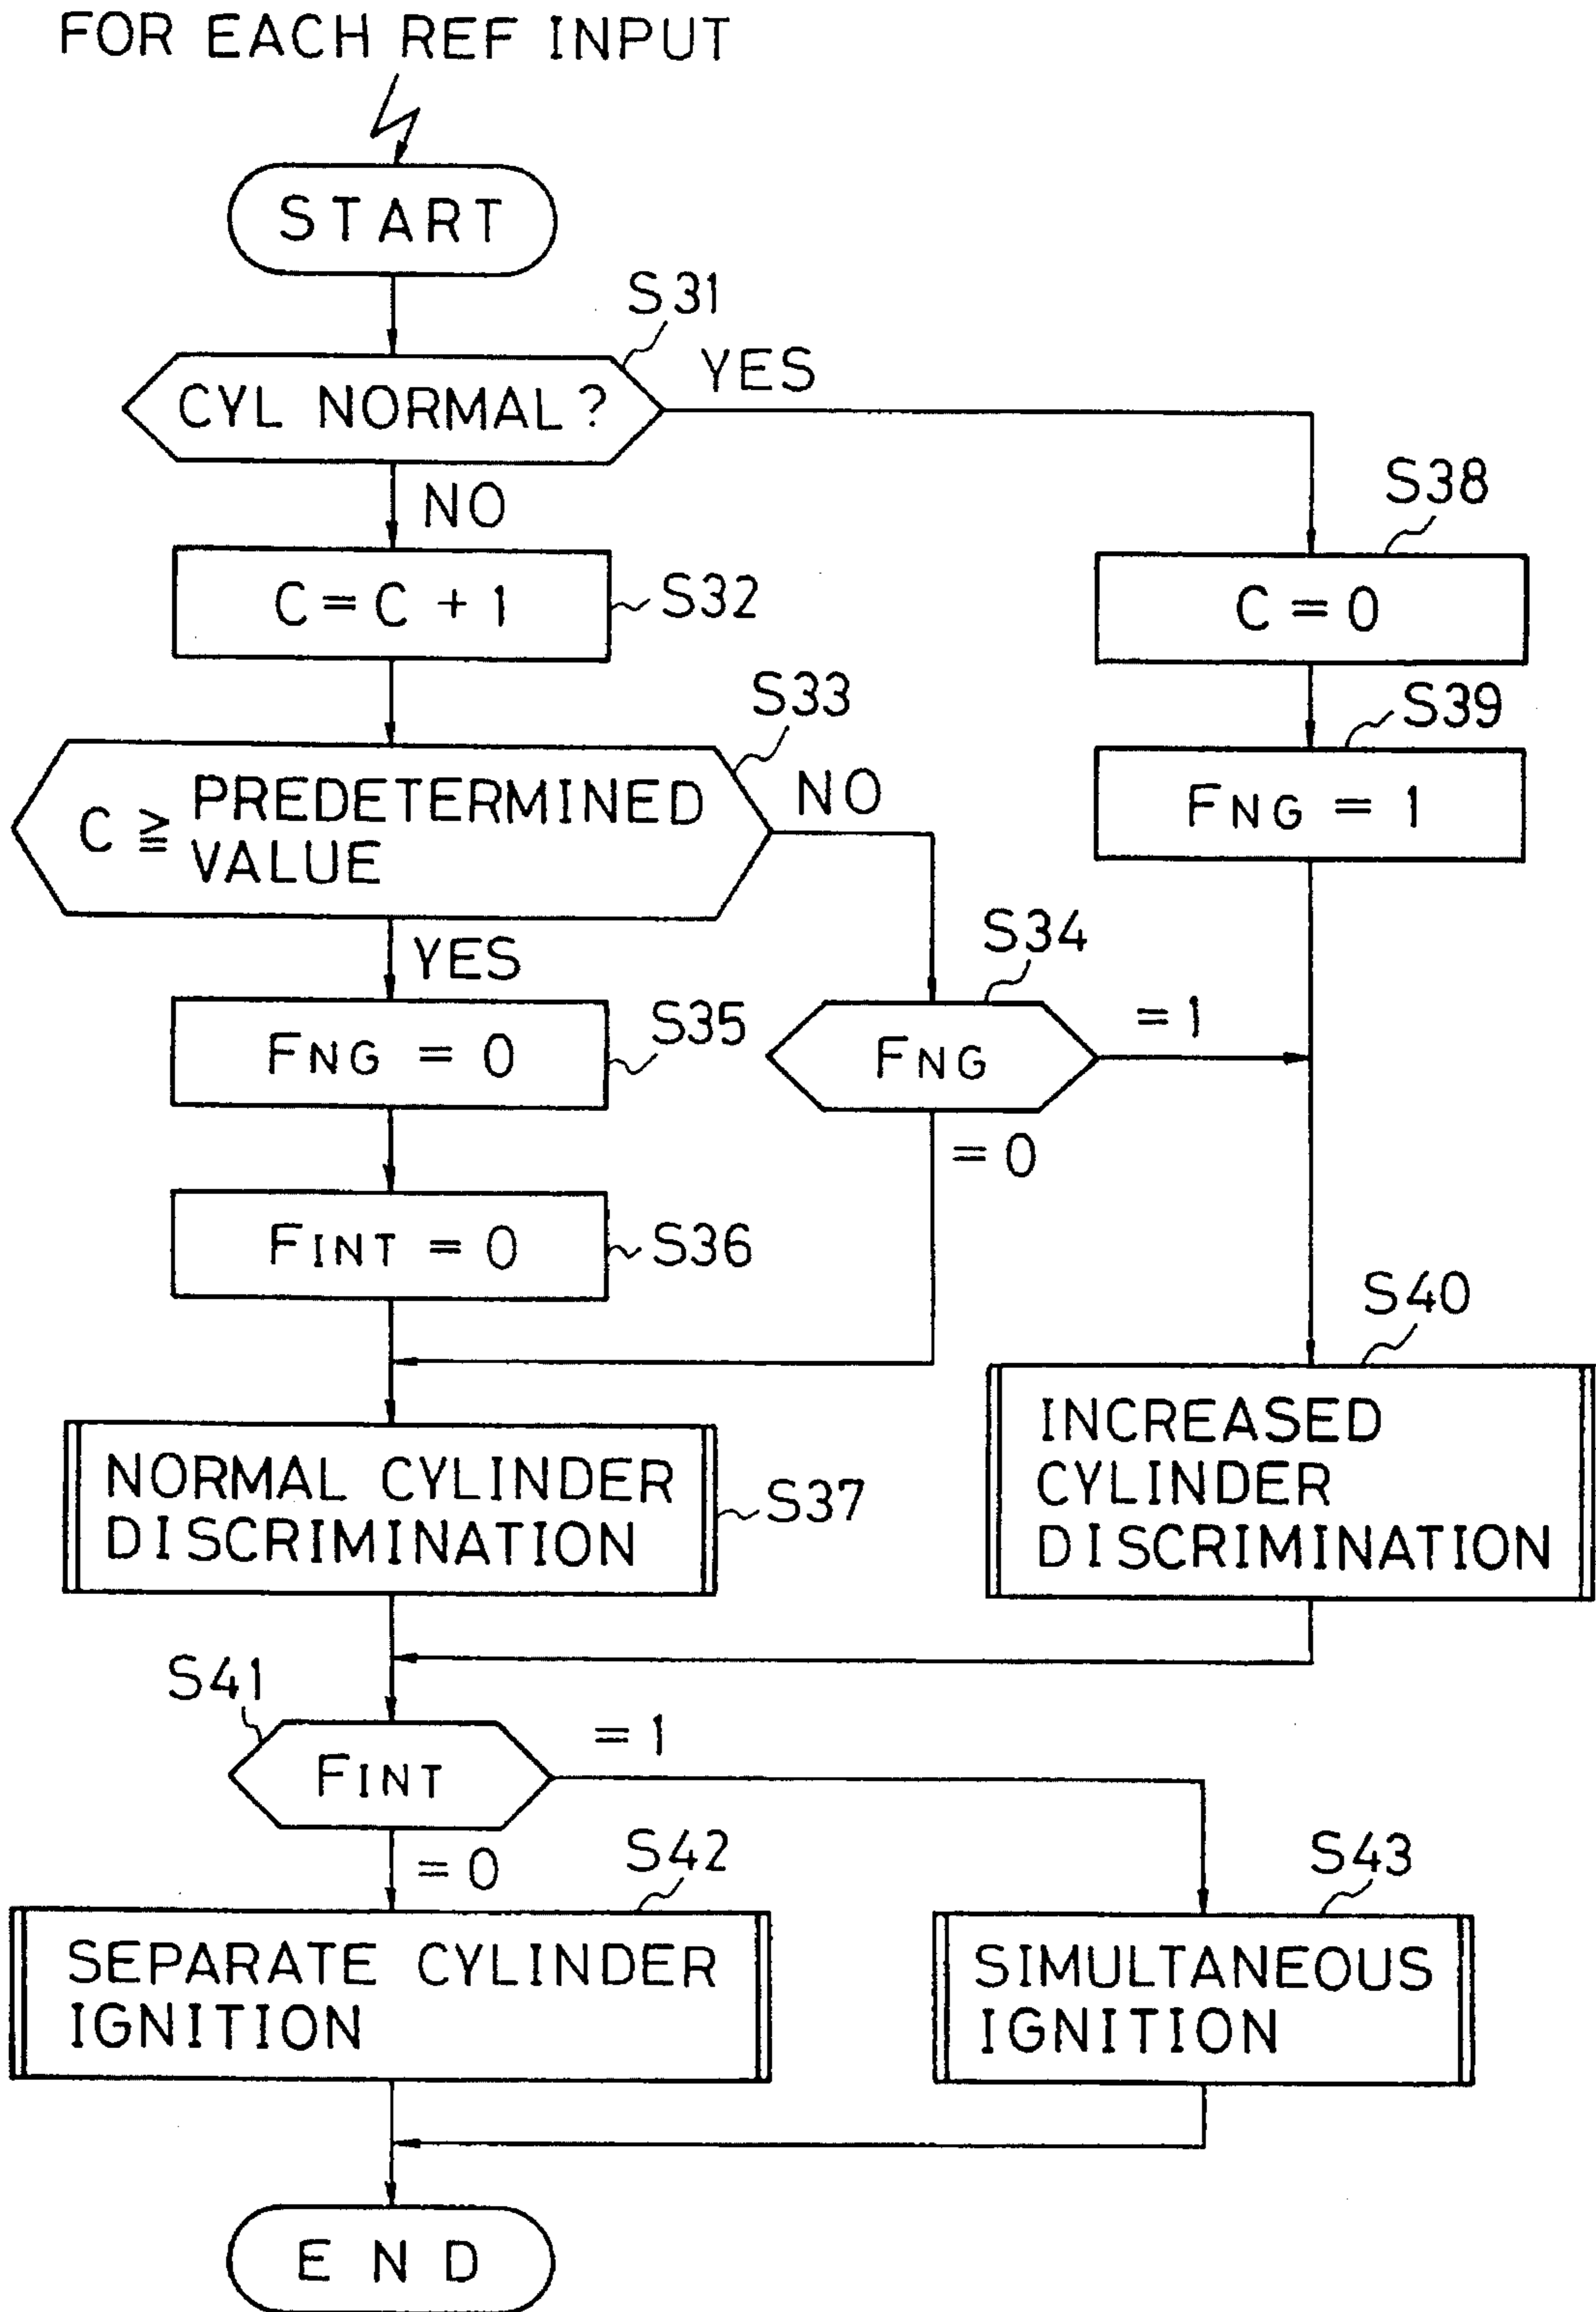 FOR EACH REF INPUT
START
S31
CYL NORMAL?
YES
NO
S38
C = C + 1
S32
C = 0
S33
S39
C ≧ PREDETERMINED
VALUE
NO
FNG = 1
YES
S34
FNG = 0
S35
FNG
= 1
= 0
FINT = 0
S36
S40
NORMAL CYLINDER
DISCRIMINATION
S37
INCREASED
CYLINDER
DISCRIMINATION
S41
FINT
= 1
= 0
S42
S43
SEPARATE CYLINDER
IGNITION
SIMULTANEOUS
IGNITION
END